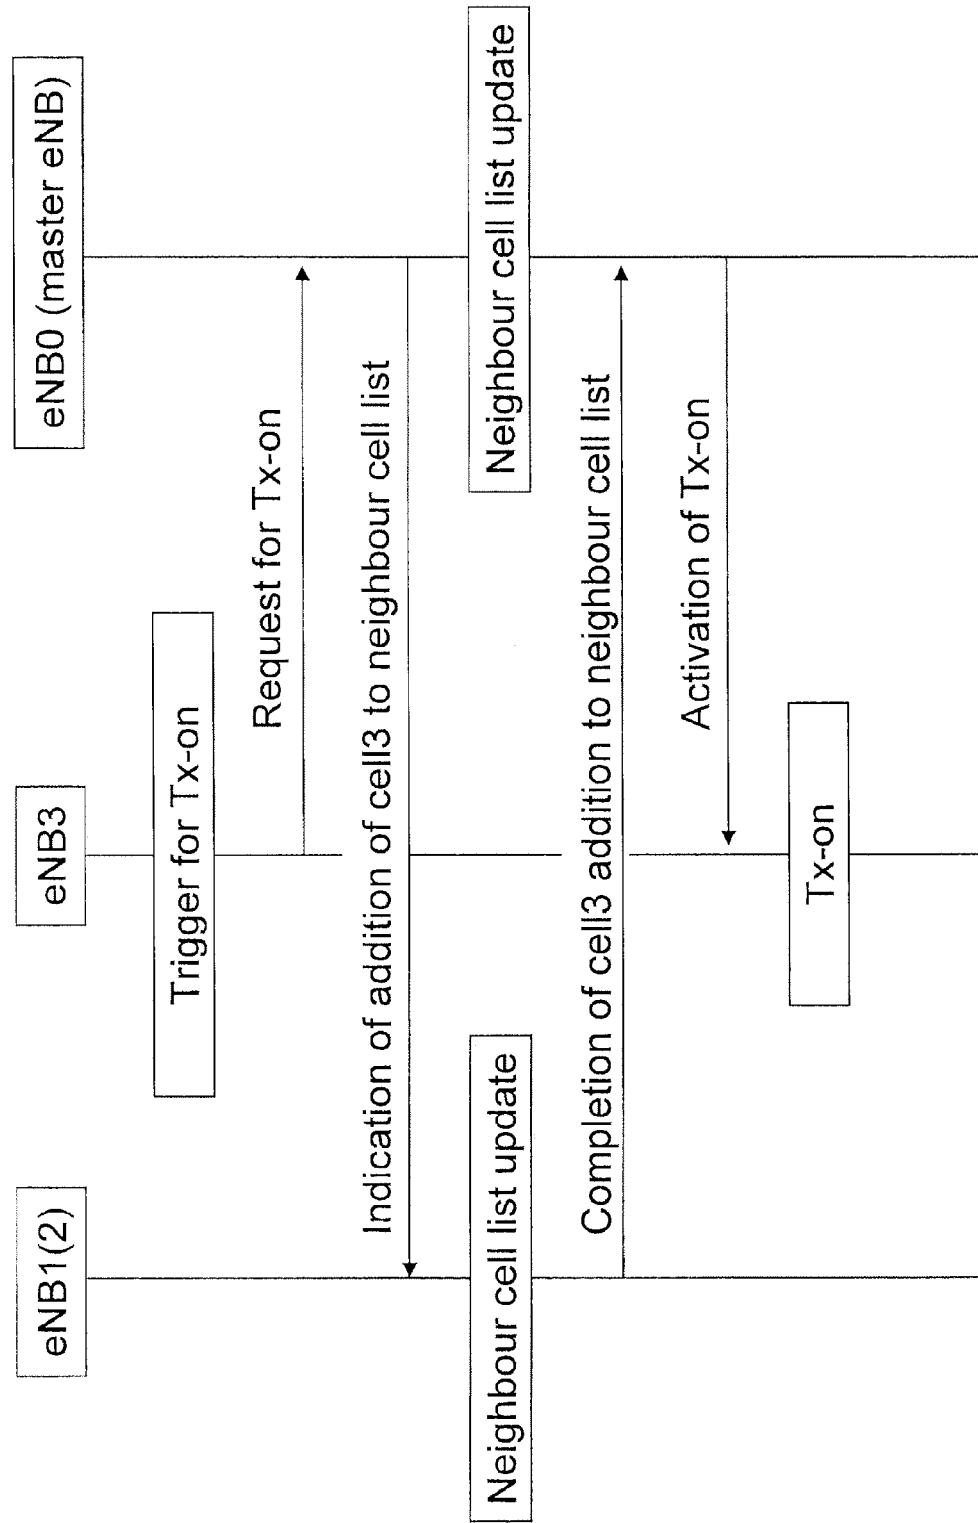 eNB1(2)
eNB3
eNB0 (master eNB)
Trigger for Tx-on
Request for Tx-on
Indication of addition of cell3 to neighbour cell list
Neighbour cell list update
Neighbour cell list update
Completion of cell3 addition to neighbour cell list
Activation of Tx-on
Tx-on